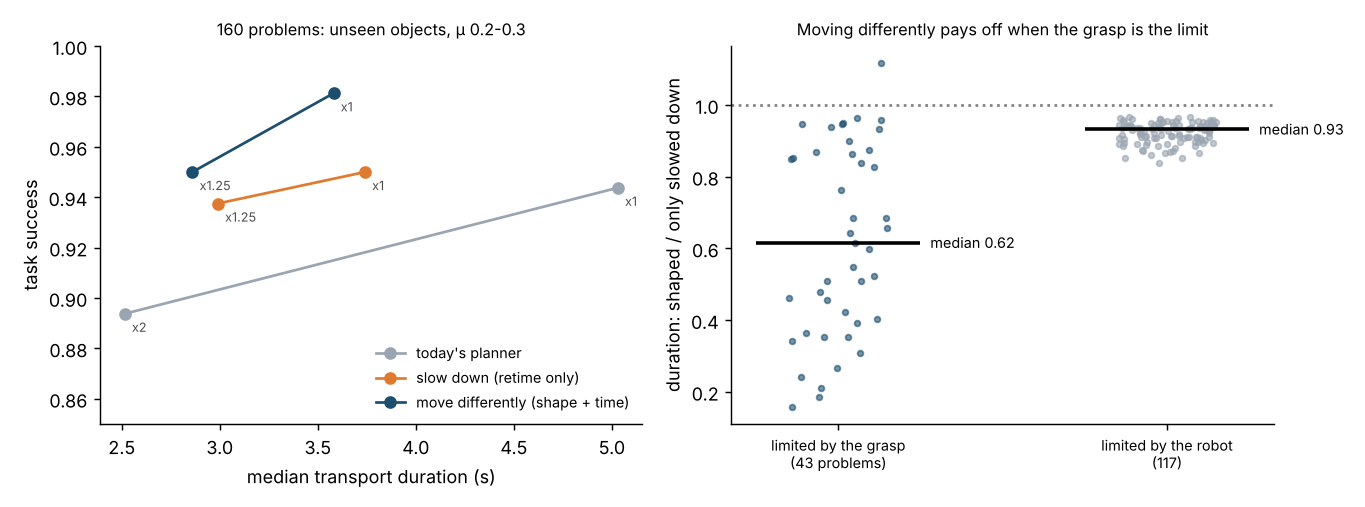 160 problems: unseen objects, μ 0.2-0.3
task success
1.00
0.98
0.96
0.94
0.92
0.90
0.88
0.86
x1
x1.25
x1
x1.25
x1
x2
today's planner
slow down (retime only)
move differently (shape + time)
2.5
3.0
3.5
4.0
4.5
5.0
median transport duration (s)
Moving differently pays off when the grasp is the limit
duration: shaped / only slowed down
1.0
0.8
0.6
0.4
0.2
median 0.93
median 0.62
limited by the grasp
(43 problems)
limited by the robot
(117)